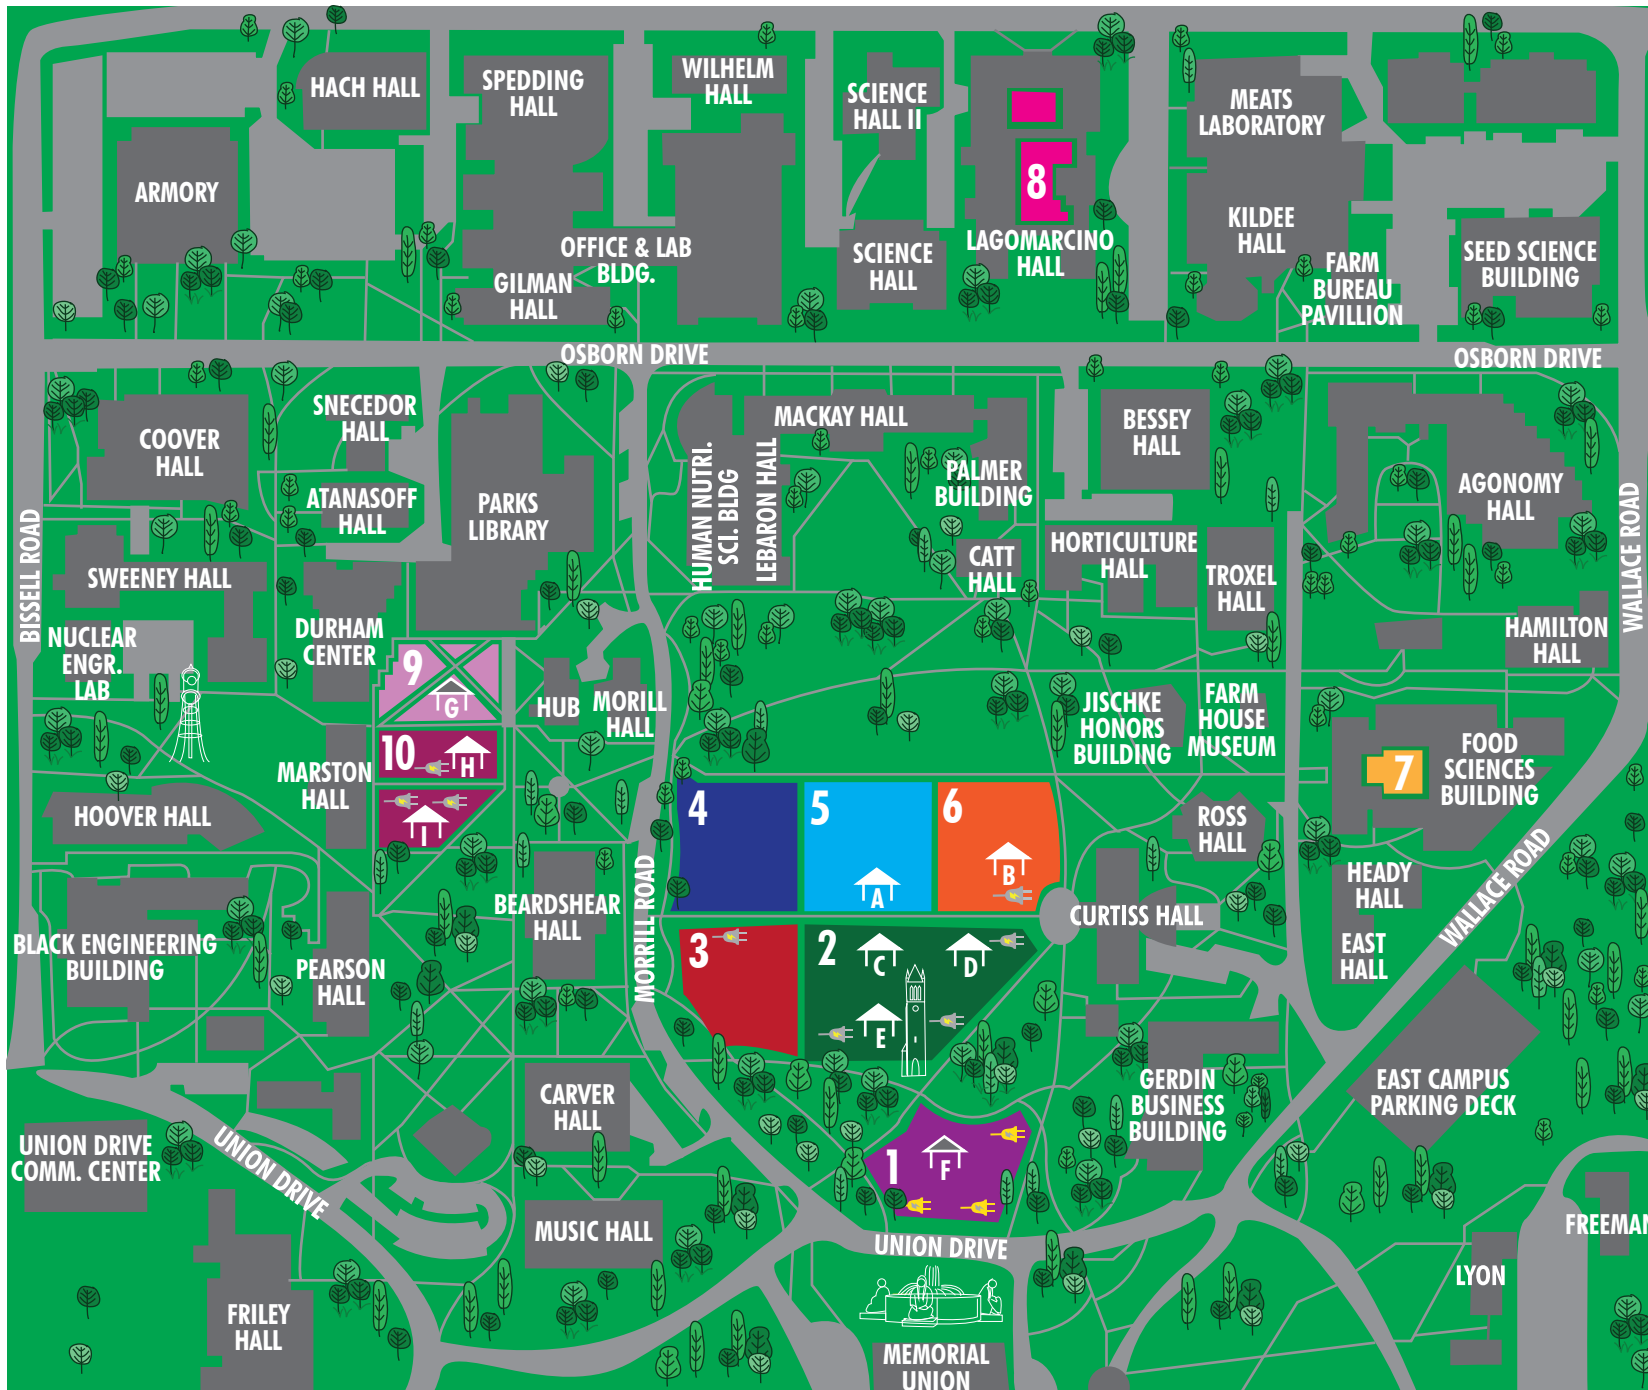 HACH HALL
SPEDDING
HALL
WILHELM
HALL
SCIENCE
HALL II
MEATS
LABORATORY
ARMORY
8
KILDEE
HALL
LAGOMARCINO
HALL
OFFICE & LAB
BLDG.
SCIENCE
HALL
SEED SCIENCE
BUILDING
GILMAN
HALL
FARM
BUREAU
PAVILLION
OSBORN DRIVE
OSBORN DRIVE
SNECEDOR
HALL
MACKAY HALL
BESSEY
HALL
COOVER
HALL
HUMAN NUTRI.
SCI. BLDG
LEBARON HALL
PALMER
BUILDING
AGONOMY
HALL
ATANASOFF
HALL
PARKS
LIBRARY
BISSELL ROAD
WALLACE ROAD
HORTICULTURE
HALL
CATT
HALL
TROXEL
HALL
SWEENEY HALL
NUCLEAR
ENGR.
LAB
DURHAM
CENTER
HAMILTON
HALL
9
G
HUB
MORILL
HALL
JISCHKE
HONORS
BUILDING
FARM
HOUSE
MUSEUM
10
H
MARSTON
HALL
FOOD
SCIENCES
BUILDING
7
HOOVER HALL
I
4
5
6
ROSS
HALL
A
B
MORRILL ROAD
HEADY
HALL
WALLACE ROAD
BEARDSHEAR
HALL
CURTISS HALL
BLACK ENGINEERING
BUILDING
PEARSON
HALL
3
2
C
D
E
EAST
HALL
CARVER
HALL
GERDIN
BUSINESS
BUILDING
EAST CAMPUS
PARKING DECK
UNION DRIVE
COMM. CENTER
UNION DRIVE
1
F
MUSIC HALL
UNION DRIVE
FREEMAN
LYON
FRILEY
HALL
MEMORIAL
UNION